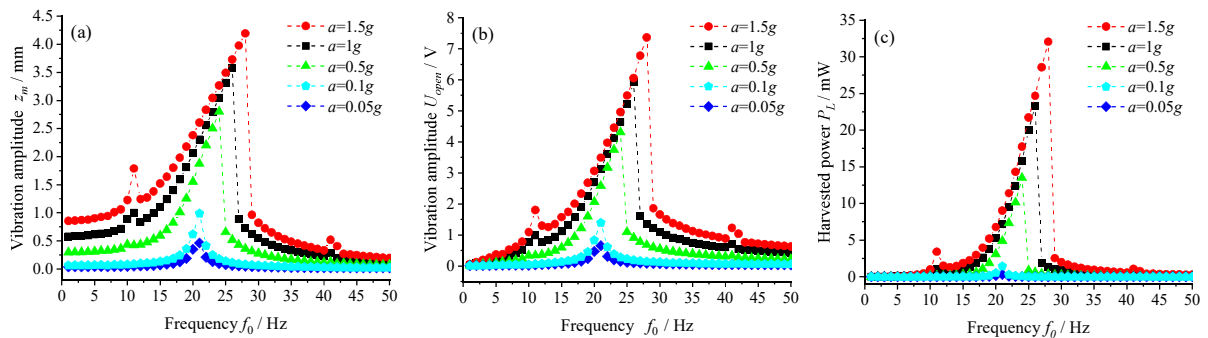 (a)
a=1.5g
a=1g
a=0.5g
a=0.1g
a=0.05g
Vibration amplitude z_m / mm
4.5
4.0
3.5
3.0
2.5
2.0
1.5
1.0
0.5
0.0
0 5 10 15 20 25 30 35 40 45 50
Frequency f_0 / Hz
(b)
a=1.5g
a=1g
a=0.5g
a=0.1g
a=0.05g
Vibration amplitude U_open / V
8
7
6
5
4
3
2
1
0
0 5 10 15 20 25 30 35 40 45 50
Frequency f_0 / Hz
(c)
a=1.5g
a=1g
a=0.5g
a=0.1g
a=0.05g
Harvested power P_L / mW
35
30
25
20
15
10
5
0
0 5 10 15 20 25 30 35 40 45 50
Frequency f_0 / Hz